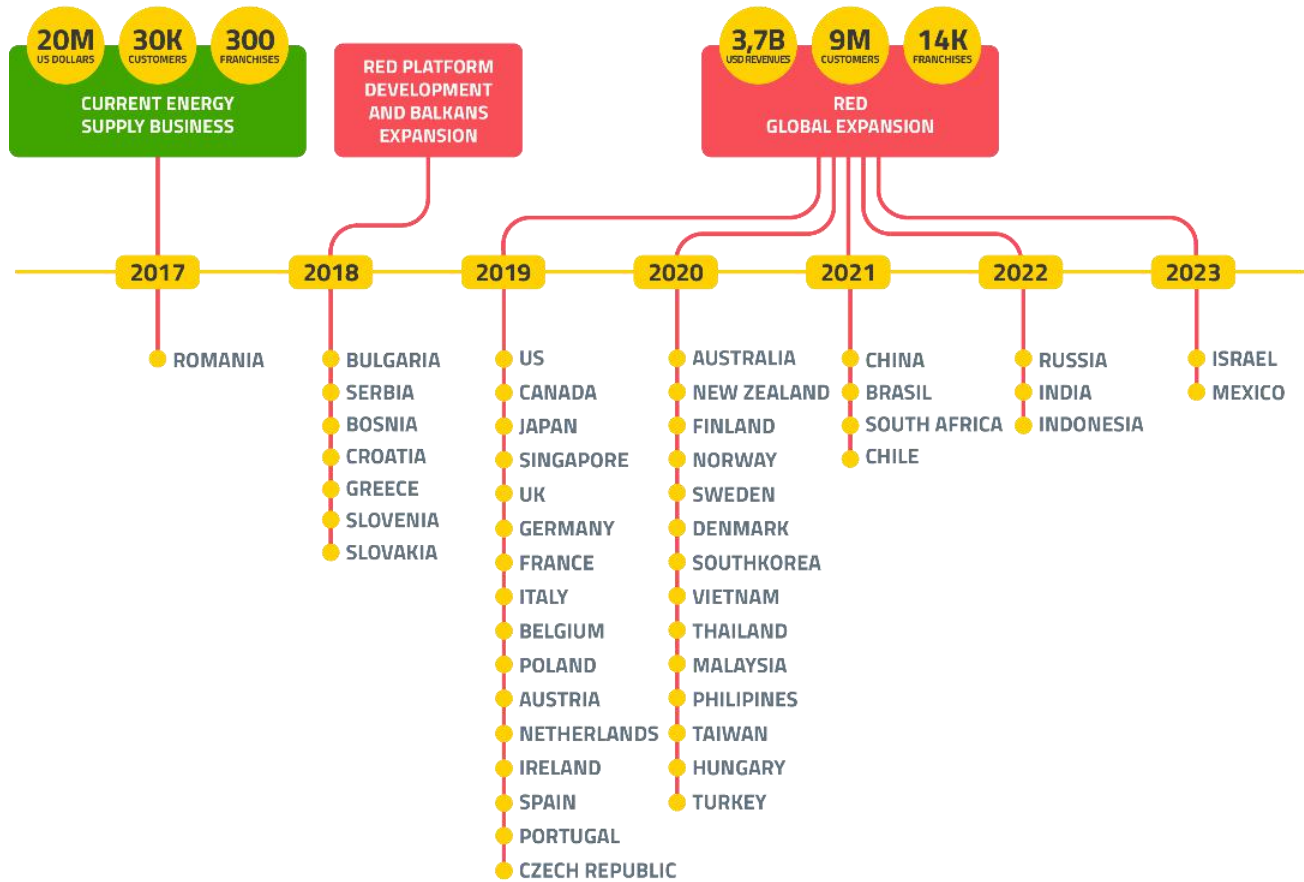 20M
US DOLLARS
30K
CUSTOMERS
300
FRANCHISES
CURRENT ENERGY
SUPPLY BUSINESS
RED PLATFORM
DEVELOPMENT
AND BALKANS
EXPANSION
3,7B
USD REVENUES
9M
CUSTOMERS
14K
FRANCHISES
RED
GLOBAL EXPANSION
2017
ROMANIA
2018
BULGARIA
SERBIA
BOSNIA
CROATIA
GREECE
SLOVENIA
SLOVAKIA
2019
US
CANADA
JAPAN
SINGAPORE
UK
GERMANY
FRANCE
ITALY
BELGIUM
POLAND
AUSTRIA
NETHERLANDS
IRELAND
SPAIN
PORTUGAL
CZECH REPUBLIC
2020
AUSTRALIA
NEW ZEALAND
FINLAND
NORWAY
SWEDEN
DENMARK
SOUTHKOREA
VIETNAM
THAILAND
MALAYSIA
PHILIPINES
TAIWAN
HUNGARY
TURKEY
2021
CHINA
BRASIL
SOUTH AFRICA
CHILE
2022
RUSSIA
INDIA
INDONESIA
2023
ISRAEL
MEXICO